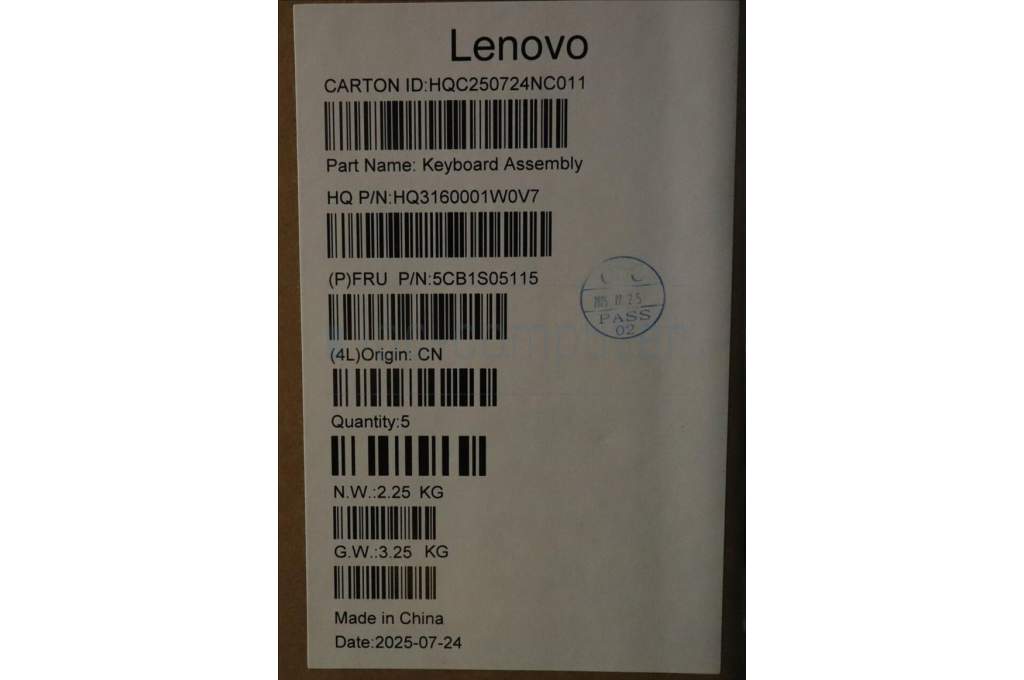 Lenovo
CARTON ID:HQC250724NC011
Part Name: Keyboard Assembly
HQ P/N:HQ3160001W0V7
(P)FRU P/N:5CB1S05115
(4L)Origin: CN
Quantity:5
N.W.:2.25 KG
G.W.:3.25 KG
Made in China
Date:2025-07-24
PASS
02